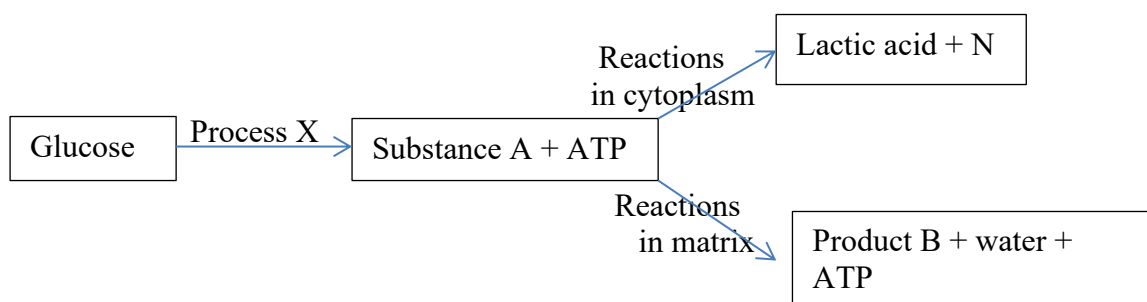 Lactic acid + N
Reactions
in cytoplasm
Glucose
Process X
Substance A + ATP
Reactions
in matrix
Product B + water +
ATP